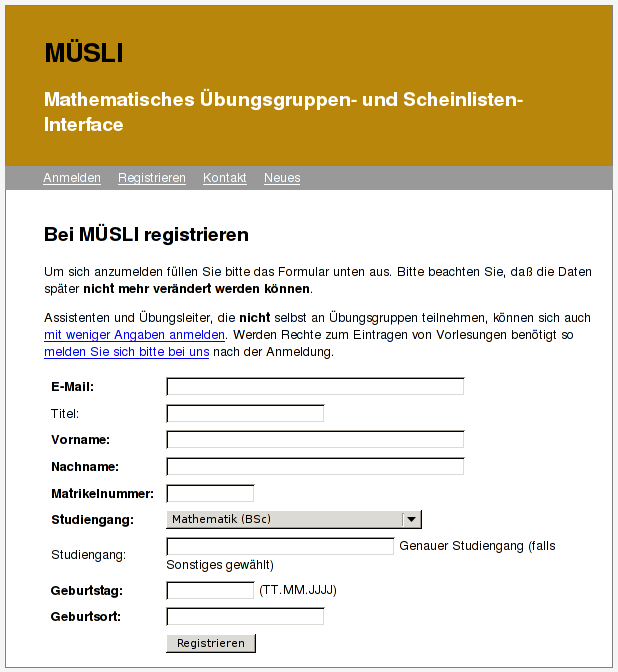 MÜSLI
Mathematisches Übungsgruppen- und Scheinlisten-
Interface
Anmelden Registrieren Kontakt Neues
Bei MÜSLI registrieren
Um sich anzumelden füllen Sie bitte das Formular unten aus. Bitte beachten Sie, daß die Daten
später nicht mehr verändert werden können.
Assistenten und Übungsleiter, die nicht selbst an Übungsgruppen teilnehmen, können sich auch
mit weniger Angaben anmelden. Werden Rechte zum Eintragen von Vorlesungen benötigt so
melden Sie sich bitte bei uns nach der Anmeldung.
E-Mail:
Titel:
Vorname:
Nachname:
Matrikelnummer:
Studiengang: Mathematik (BSc)
Studiengang: Genauer Studiengang (falls
Sonstiges gewählt)
Geburtstag: (TT.MM.JJJJ)
Geburtsort:
Registrieren